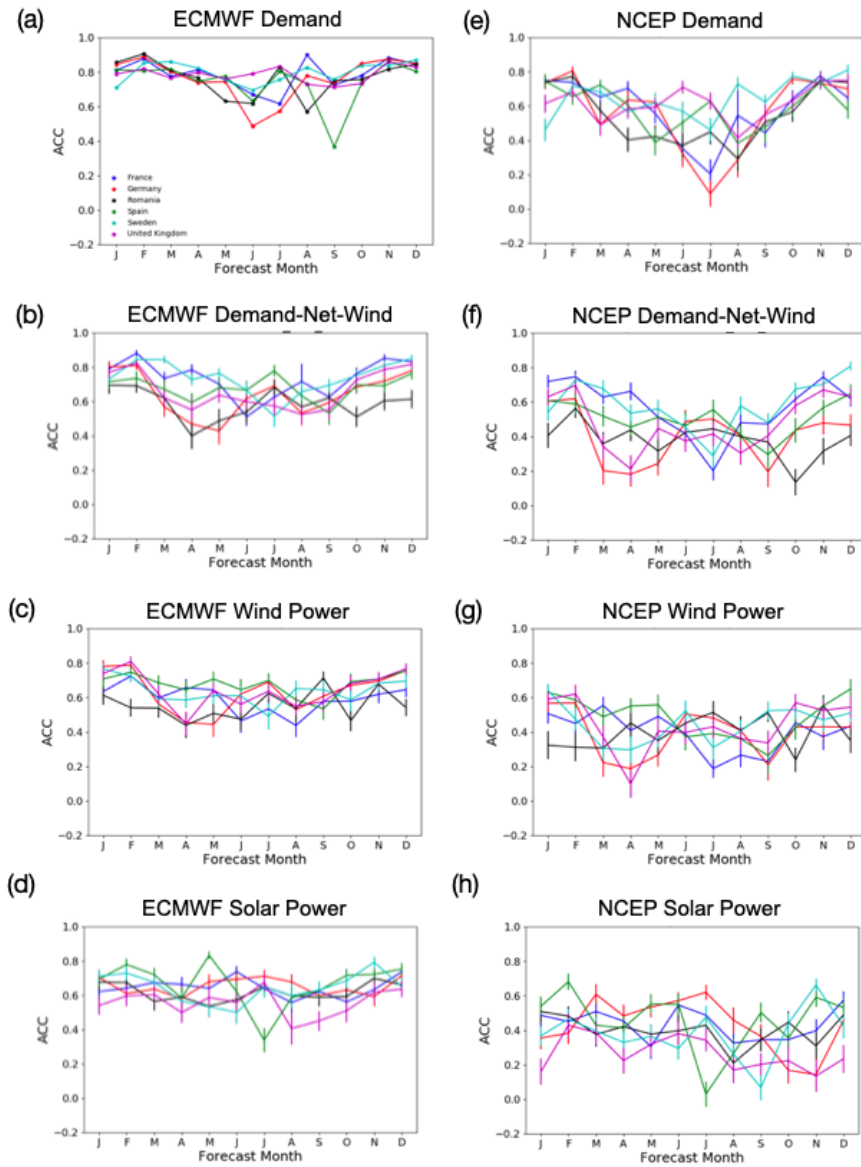 (a)
ECMWF Demand
ACC
1.0
0.8
0.6
0.4
0.2
0.0
−0.2
France
Germany
Romania
Spain
Sweden
United Kingdom
J F M A M J J A S O N D
Forecast Month
(e)
NCEP Demand
ACC
1.0
0.8
0.6
0.4
0.2
0.0
−0.2
J F M A M J J A S O N D
Forecast Month
(b)
ECMWF Demand-Net-Wind
ACC
1.0
0.8
0.6
0.4
0.2
0.0
−0.2
J F M A M J J A S O N D
Forecast Month
(f)
NCEP Demand-Net-Wind
ACC
1.0
0.8
0.6
0.4
0.2
0.0
−0.2
J F M A M J J A S O N D
Forecast Month
(c)
ECMWF Wind Power
ACC
1.0
0.8
0.6
0.4
0.2
0.0
−0.2
J F M A M J J A S O N D
Forecast Month
(g)
NCEP Wind Power
ACC
1.0
0.8
0.6
0.4
0.2
0.0
−0.2
J F M A M J J A S O N D
Forecast Month
(d)
ECMWF Solar Power
ACC
1.0
0.8
0.6
0.4
0.2
0.0
−0.2
J F M A M J J A S O N D
Forecast Month
(h)
NCEP Solar Power
ACC
1.0
0.8
0.6
0.4
0.2
0.0
−0.2
J F M A M J J A S O N D
Forecast Month